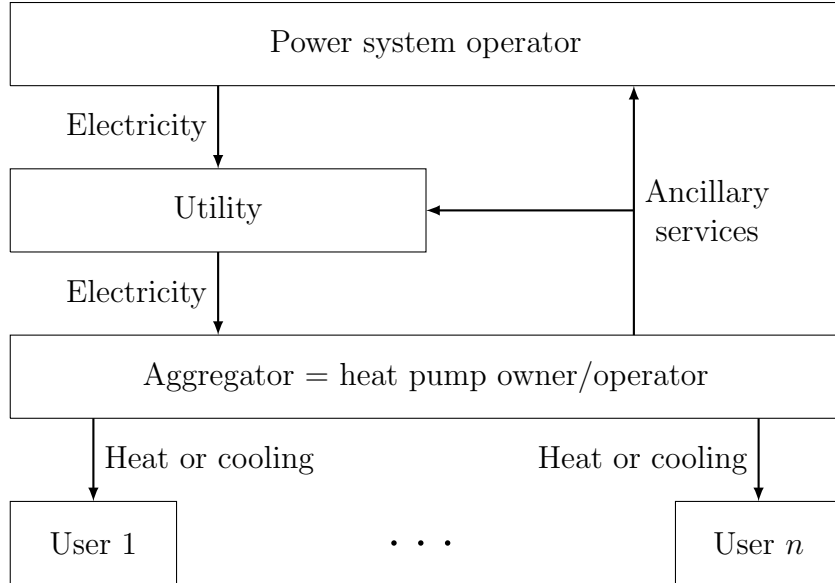 Power system operator
Electricity
Utility
Ancillary
services
Electricity
Aggregator = heat pump owner/operator
Heat or cooling
Heat or cooling
User 1
. . .
User n